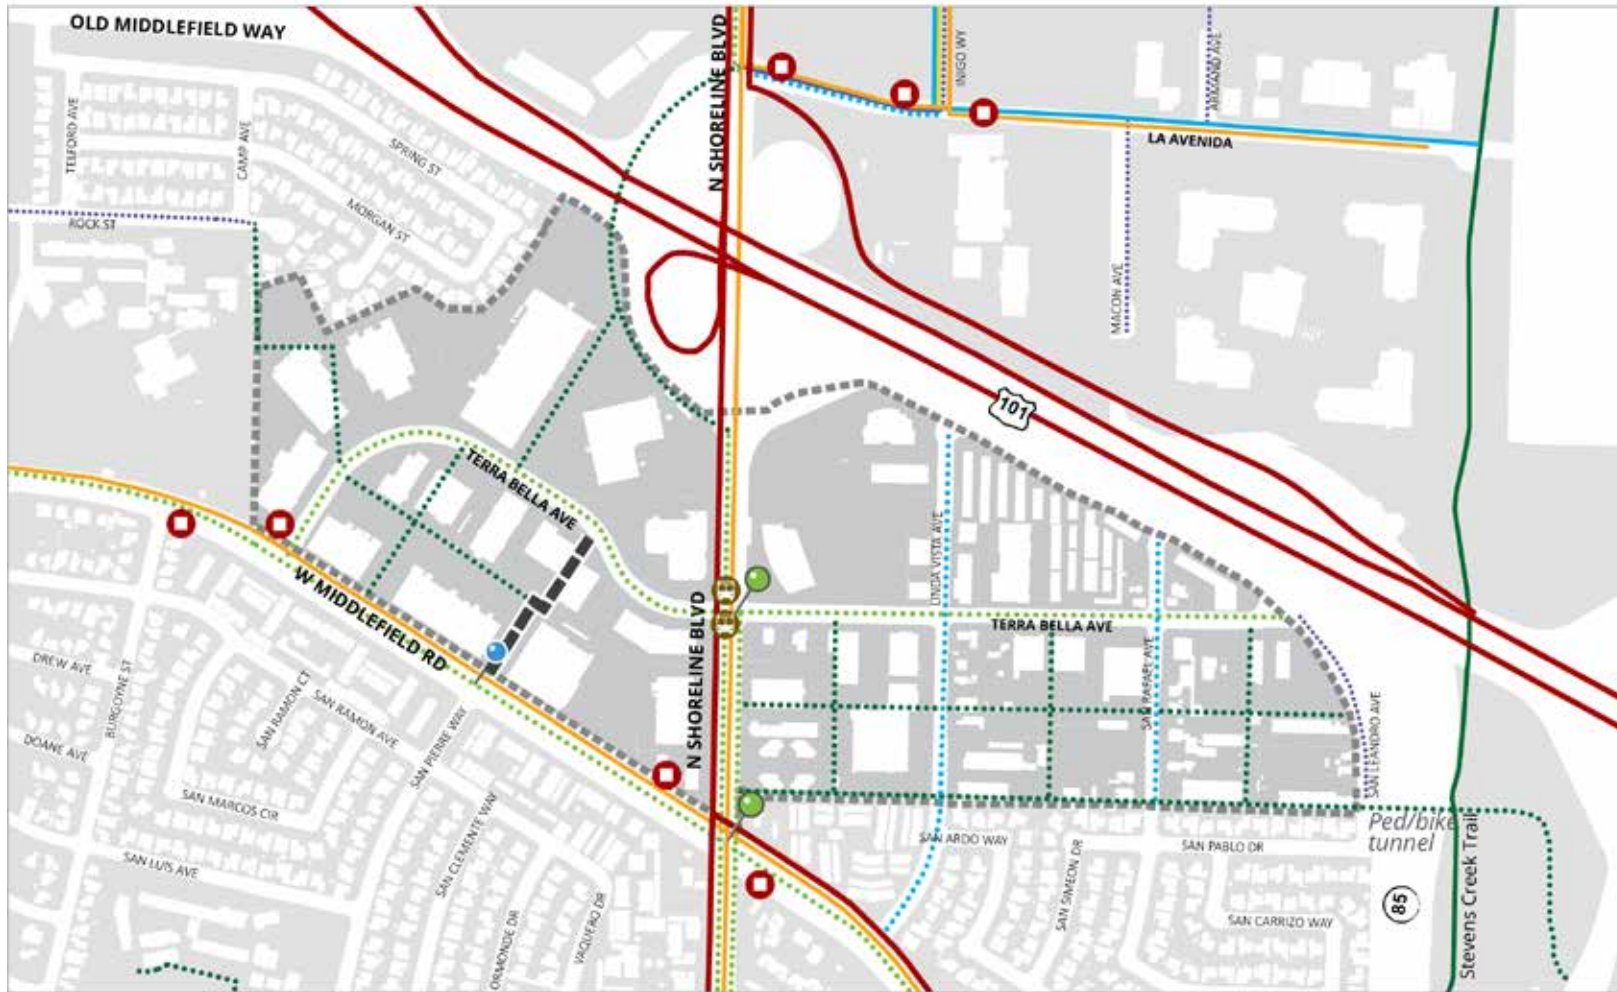 OLD MIDDLEFIELD WAY
N SHORELINE BLVD
INIGO WY
ARMAND AVE
TELFORD AVE
CAMP AVE
SPRING ST
LA AVENIDA
MORGAN ST
ROCK ST
MACON AVE
101
TERRA BELLA AVE
LINDA VISTA AVE
W MIDDLEFIELD RD
N SHORELINE BLVD
TERRA BELLA AVE
SAN RAFAEL AVE
DREW AVE
BURGOYNE ST
SAN RAMON CT
SAN RAMON AVE
SAN PIERRE WAY
SAN LEANDRO AVE
DOANE AVE
SAN MARCOS CIR
SAN CLEMENTE WAY
SAN ARDO WAY
SAN SIMEON DR
SAN PABLO DR
Ped/bike
tunnel
SAN LUIS AVE
85
Stevens Creek Trail
SAN CARRIZO WAY
ORMONDE DR
VAQUERO DR